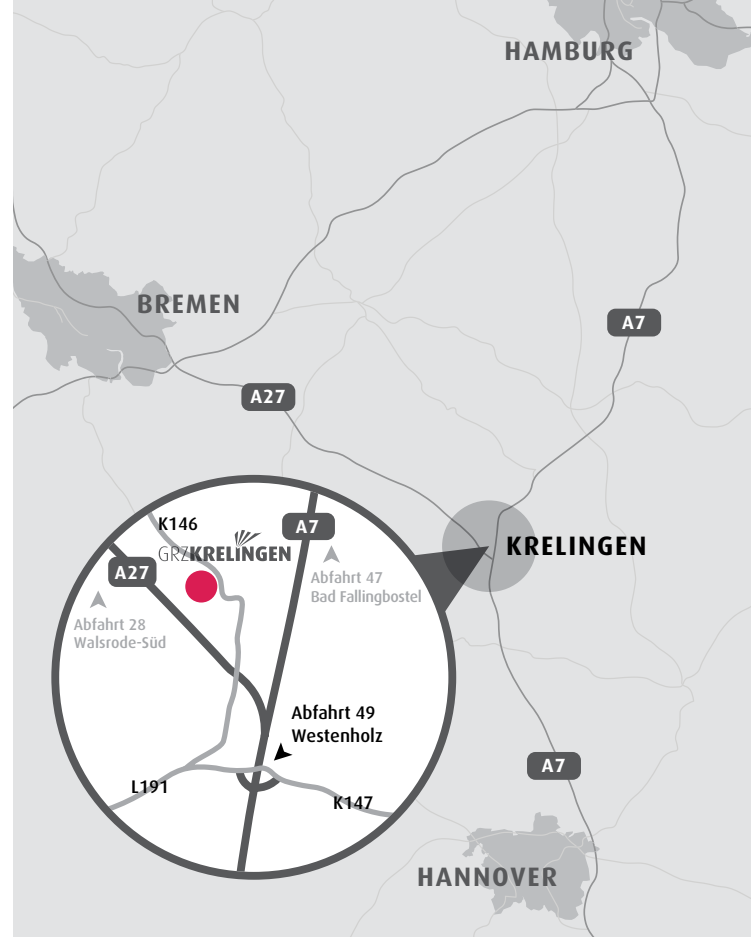 HAMBURG
BREMEN
A7
A27
K146
A7
GRZKRELINGEN
KRELINGEN
A27
Abfahrt 47
Bad Fallingbostel
Abfahrt 28
Walsrode-Süd
Abfahrt 49
Westenholz
A7
L191
K147
HANNOVER